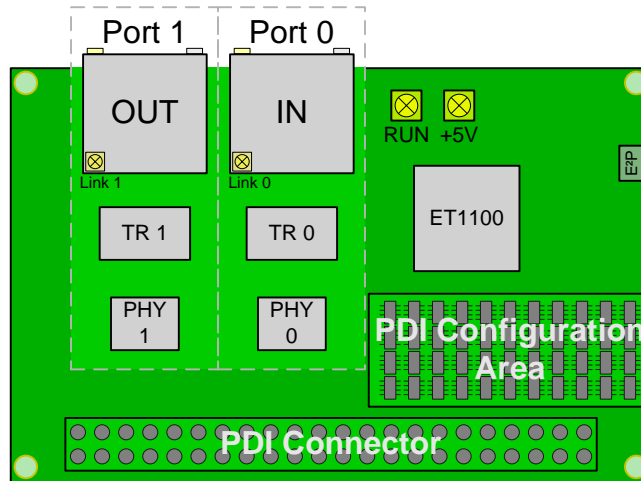 Port 1
Port 0
OUT
IN
RUN
+5V
Link 1
Link 0
E²P
TR 1
TR 0
ET1100
PHY
1
PHY
0
PDI Configuration
Area
PDI Connector